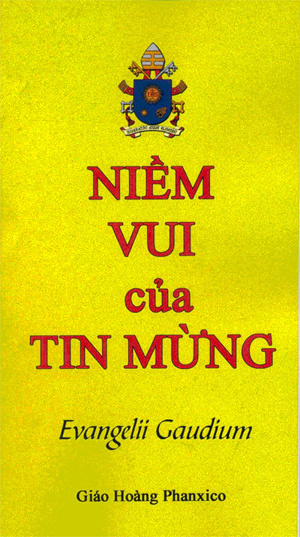 NIỀM
VUI
của
TIN MỪNG
Evangelii Gaudium
Giáo Hoàng Phanxico